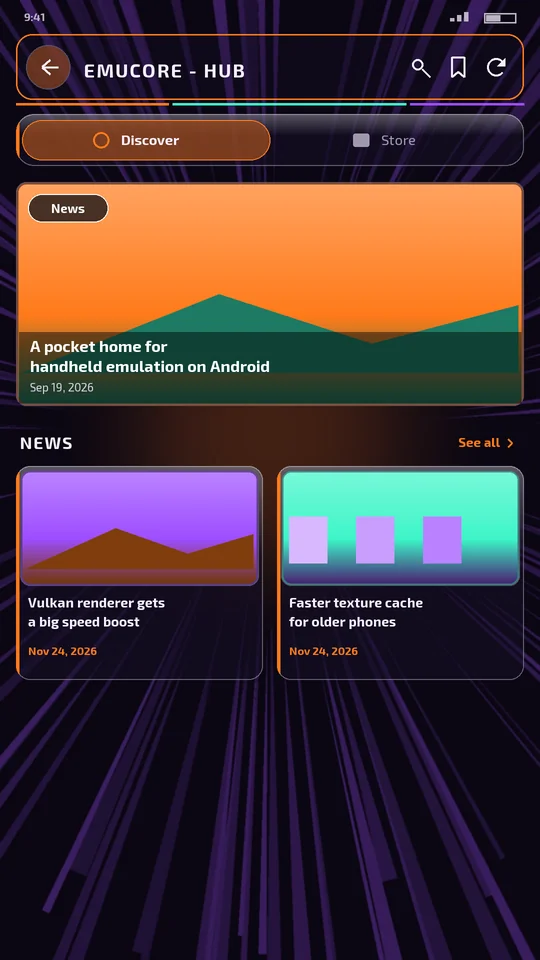 9:41
EMUCORE - HUB
Discover
Store
News
A pocket home for
handheld emulation on Android
Sep 19, 2026
NEWS
See all
Vulkan renderer gets
a big speed boost
Nov 24, 2026
Faster texture cache
for older phones
Nov 24, 2026